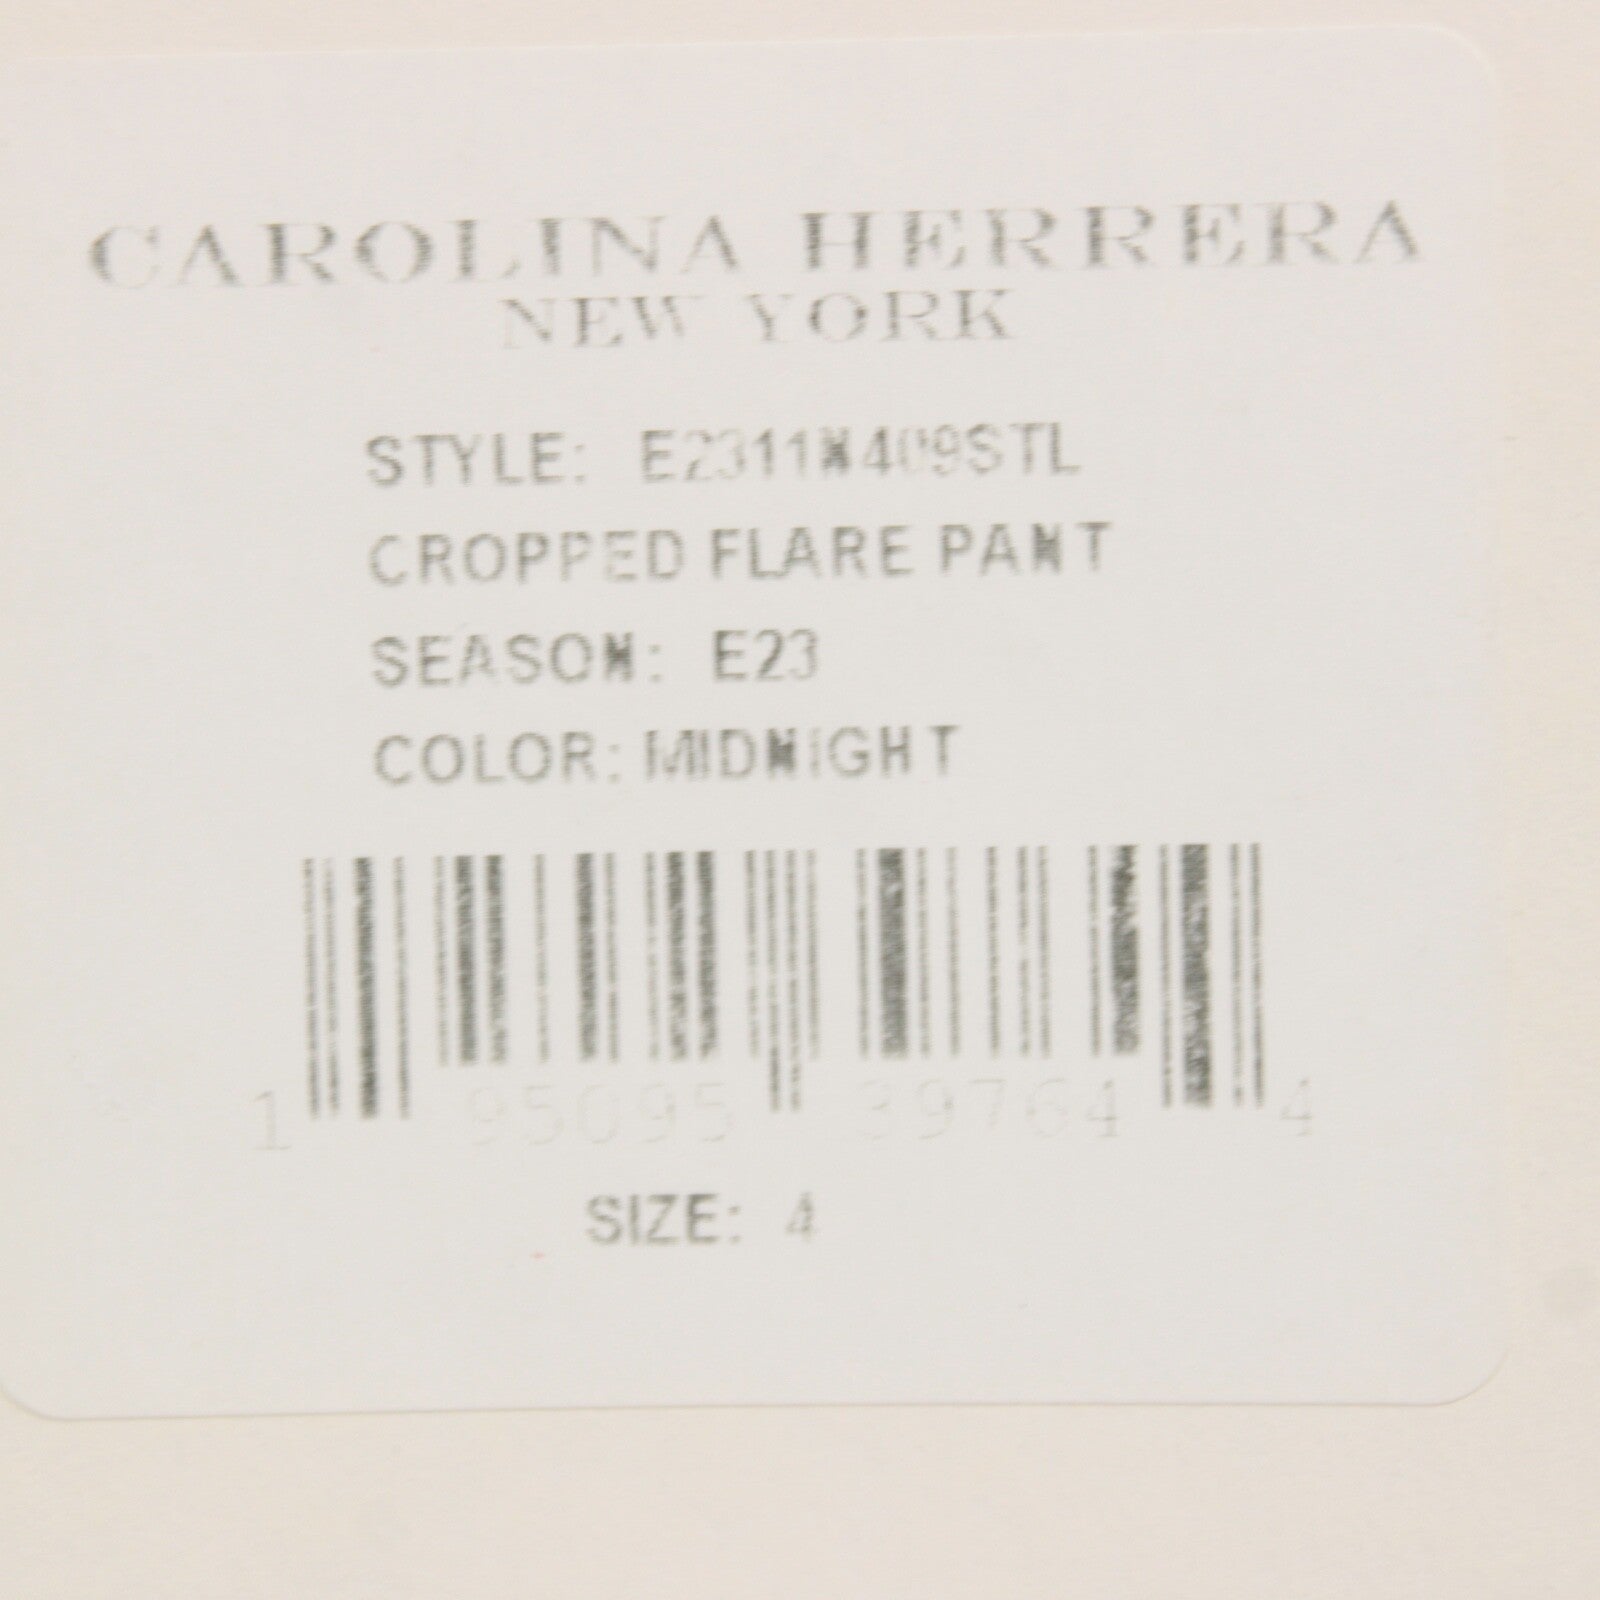 CAROLINA HERRERA
NEW YORK
STYLE: E2311N409STL
CROPPED FLARE PANT
SEASON: E23
COLOR: MIDNIGHT
1 95095 39764 4
SIZE: 4